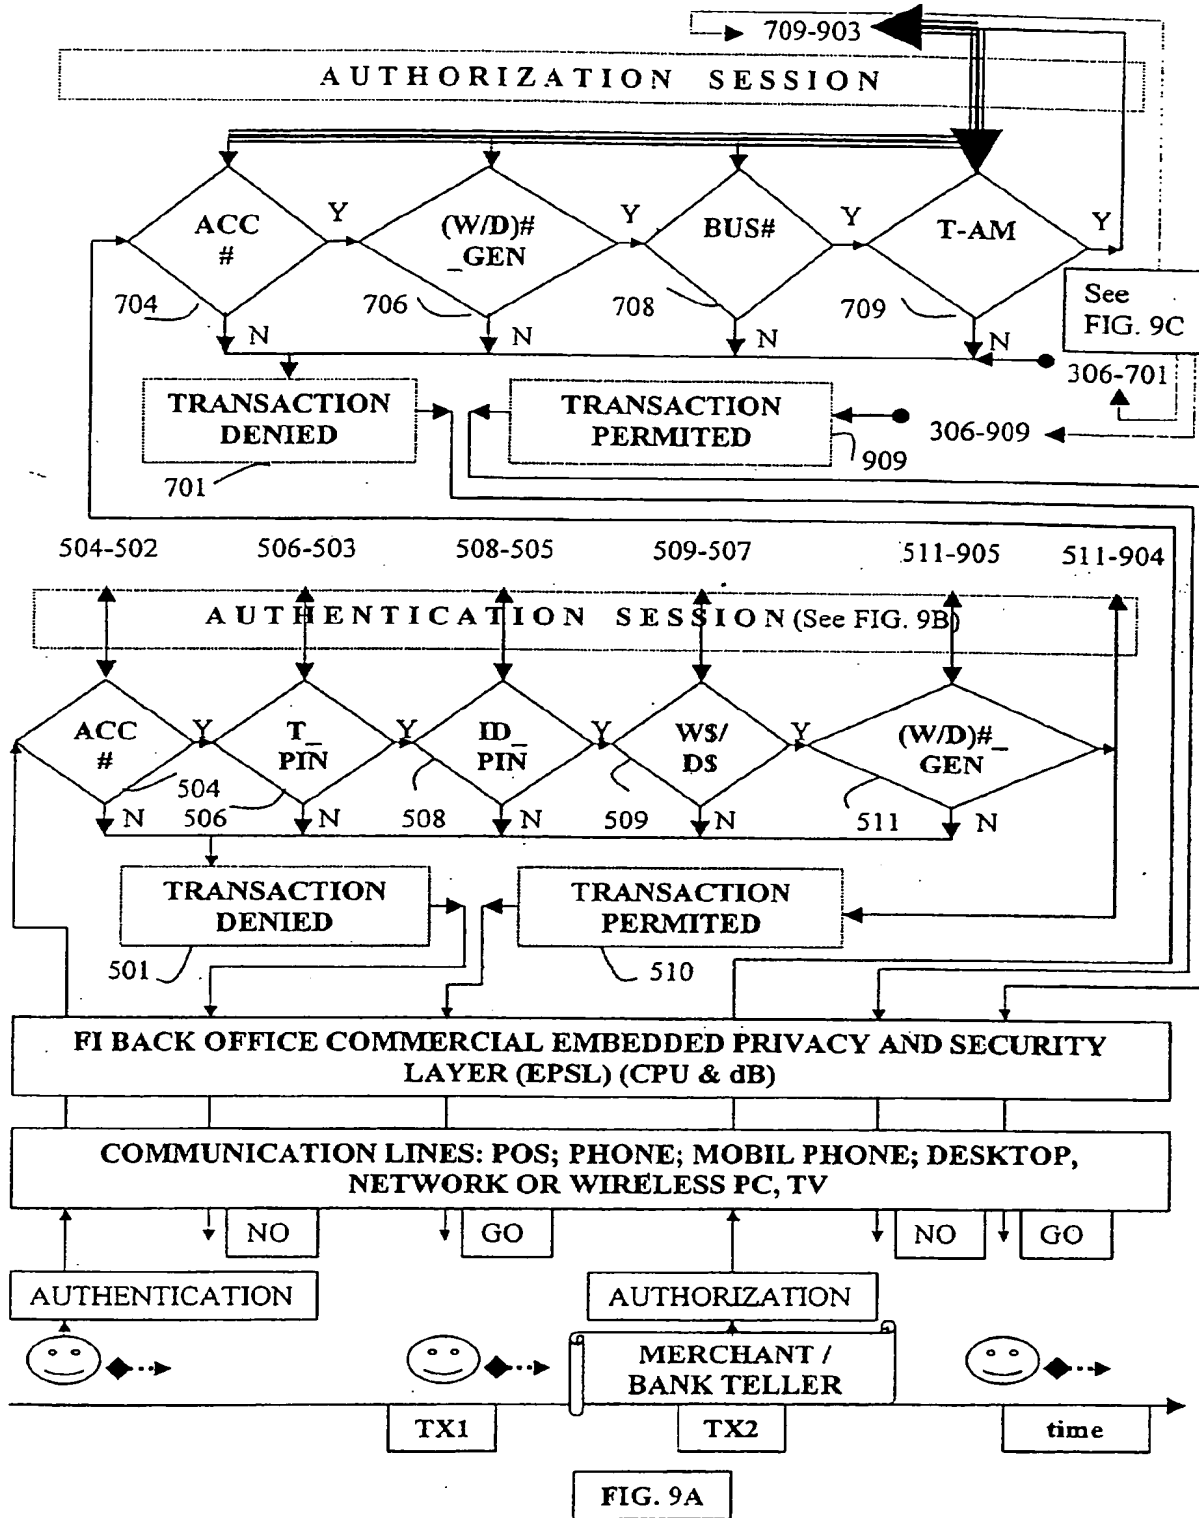 709-903
AUTHORIZATION SESSION
ACC
#
Y
(W/D)#
_GEN
Y
BUS#
Y
T-AM
Y
704
706
708
709
N
N
N
N
See
FIG. 9C
306-701
TRANSACTION
DENIED
TRANSACTION
PERMITED
306-909
701
909
504-502
506-503
508-505
509-507
511-905
511-904
AUTHENTICATION SESSION (See FIG. 9B)
ACC
#
Y
T_
PIN
Y
ID_
PIN
Y
W$/
D$
Y
(W/D)#_
GEN
504
506
508
509
511
N
N
N
N
N
TRANSACTION
DENIED
TRANSACTION
PERMITED
501
510
FI BACK OFFICE COMMERCIAL EMBEDDED PRIVACY AND SECURITY
LAYER (EPSL) (CPU & dB)
COMMUNICATION LINES: POS; PHONE; MOBIL PHONE; DESKTOP,
NETWORK OR WIRELESS PC, TV
NO
GO
NO
GO
AUTHENTICATION
AUTHORIZATION
MERCHANT /
BANK TELLER
TX1
TX2
time
FIG. 9A